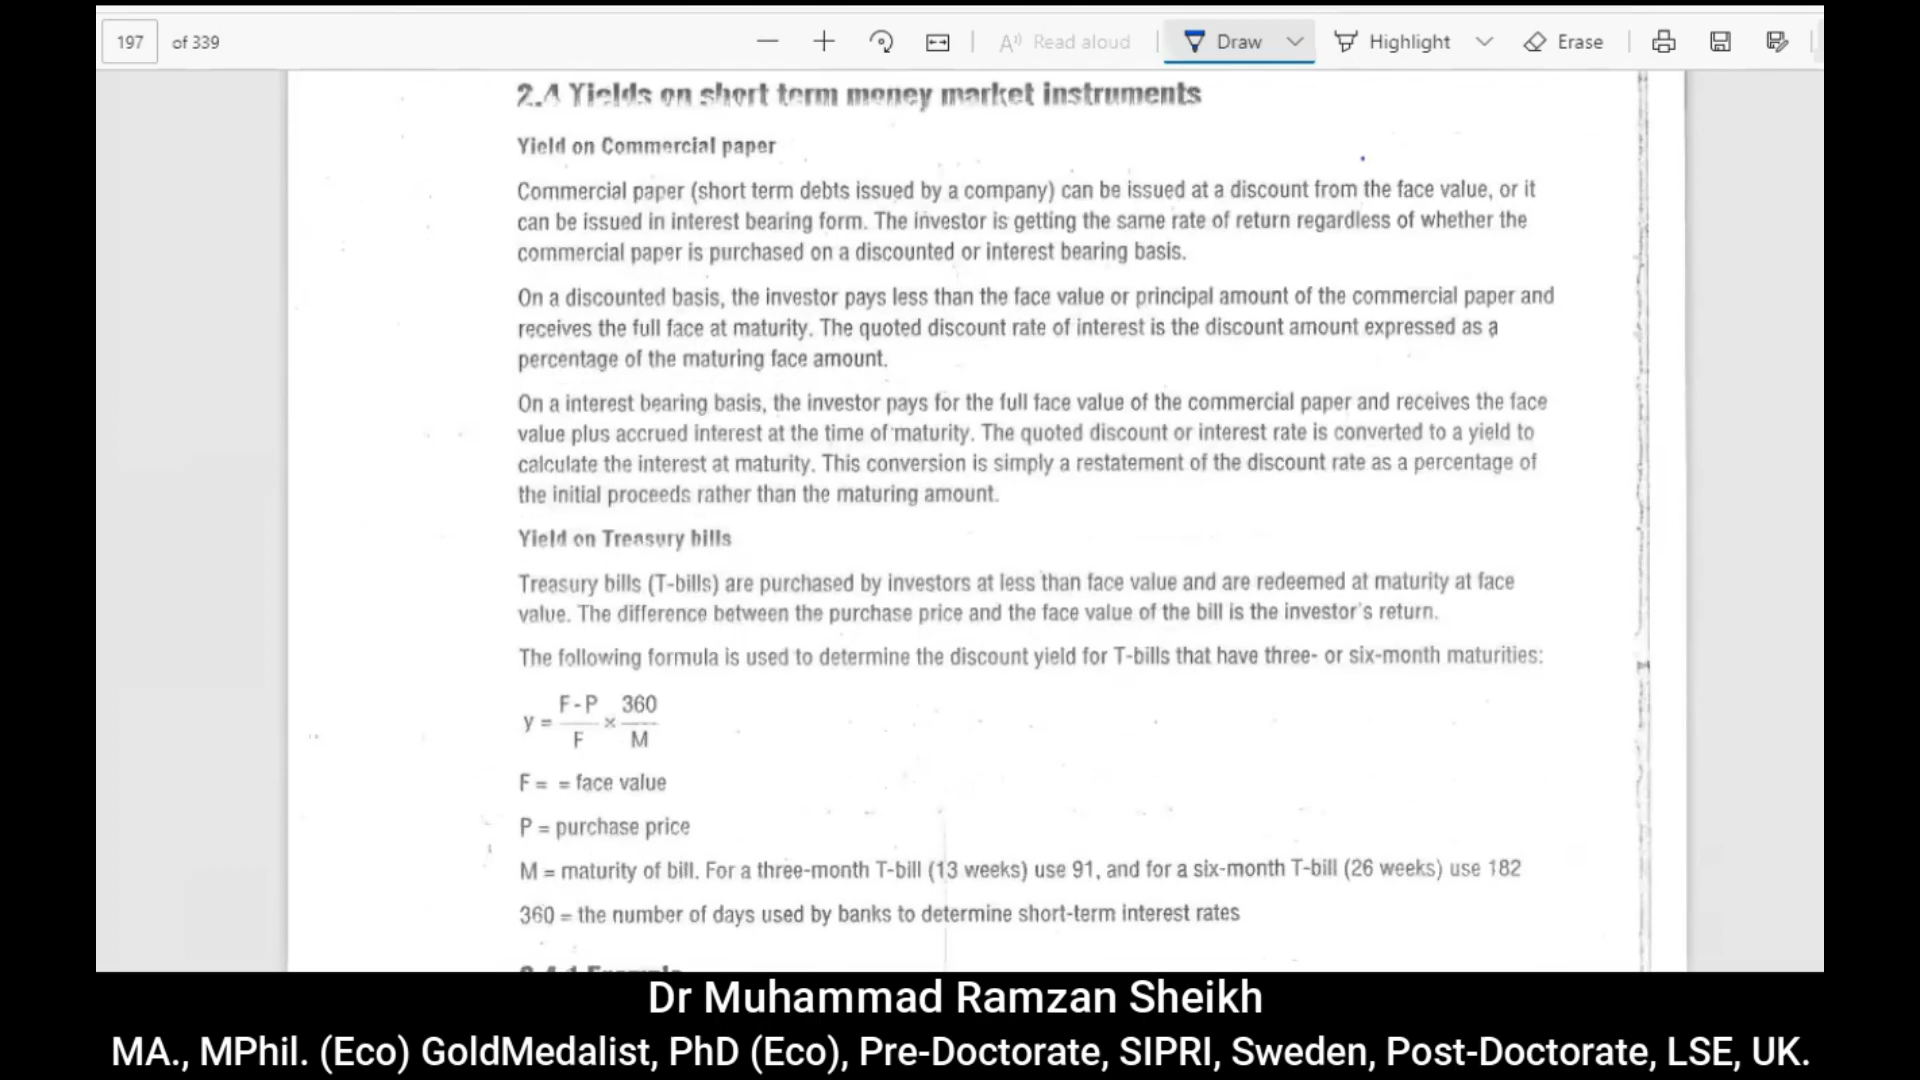 197 of 339 Read aloud Draw Highlight Erase
2.4 Yields on short term money market instruments
Yield on Commercial paper
Commercial paper (short term debts issued by a company) can be issued at a discount from the face value, or it
can be issued in interest bearing form. The investor is getting the same rate of return regardless of whether the
commercial paper is purchased on a discounted or interest bearing basis.
On a discounted basis, the investor pays less than the face value or principal amount of the commercial paper and
receives the full face at maturity. The quoted discount rate of interest is the discount amount expressed as a
percentage of the maturing face amount.
On a interest bearing basis, the investor pays for the full face value of the commercial paper and receives the face
value plus accrued interest at the time of maturity. The quoted discount or interest rate is converted to a yield to
calculate the interest at maturity. This conversion is simply a restatement of the discount rate as a percentage of
the initial proceeds rather than the maturing amount.
Yield on Treasury bills
Treasury bills (T-bills) are purchased by investors at less than face value and are redeemed at maturity at face
value. The difference between the purchase price and the face value of the bill is the investor's return.
The following formula is used to determine the discount yield for T-bills that have three- or six-month maturities:
F - P 360
y = ×
F M
F = = face value
P = purchase price
M = maturity of bill. For a three-month T-bill (13 weeks) use 91, and for a six-month T-bill (26 weeks) use 182
360 = the number of days used by banks to determine short-term interest rates
Dr Muhammad Ramzan Sheikh
MA., MPhil. (Eco) GoldMedalist, PhD (Eco), Pre-Doctorate, SIPRI, Sweden, Post-Doctorate, LSE, UK.